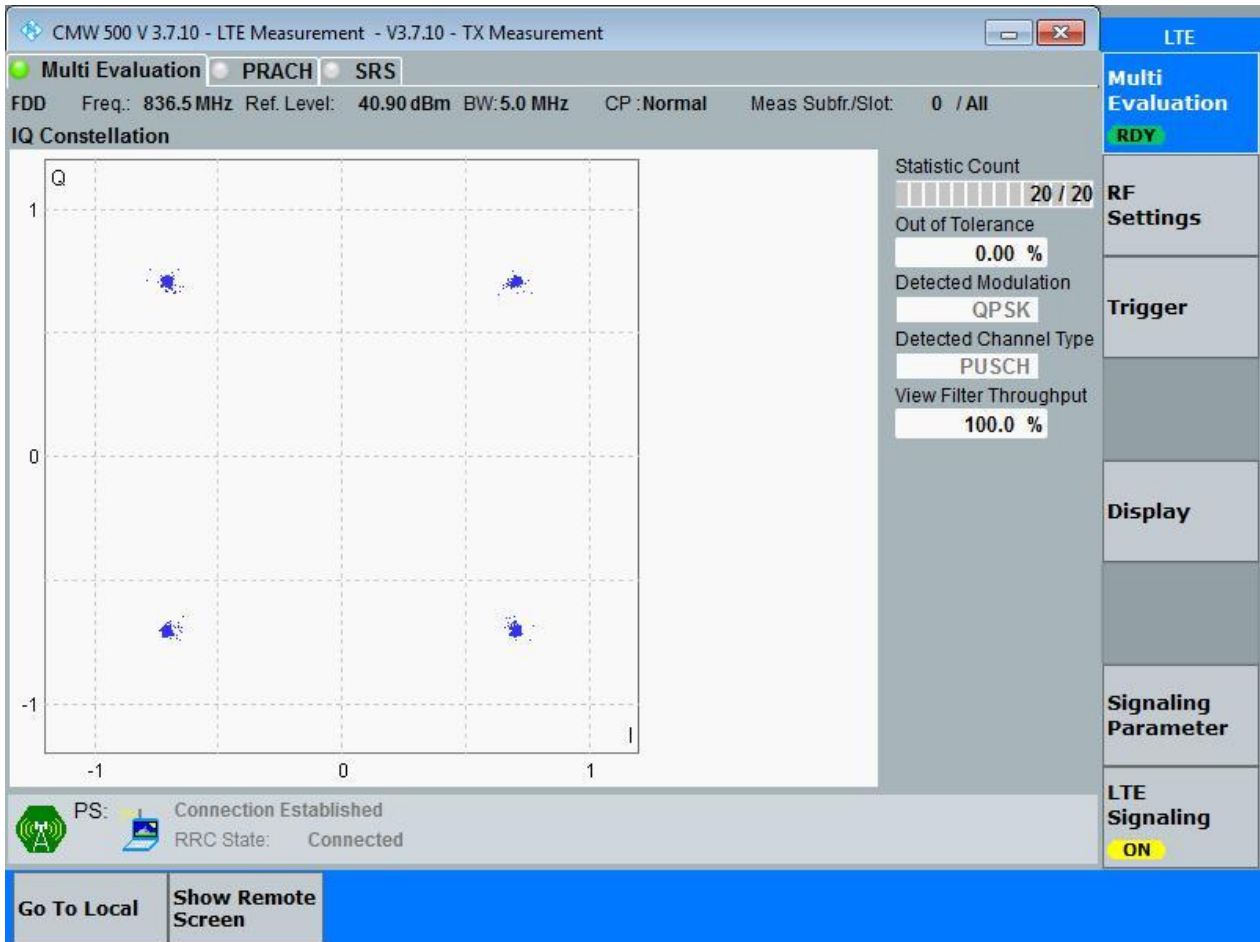 CMW 500 V 3.7.10 - LTE Measurement - V3.7.10 - TX Measurement
LTE
Multi Evaluation PRACH SRS
FDD Freq.: 836.5 MHz Ref. Level: 40.90 dBm BW: 5.0 MHz CP : Normal Meas Subfr./Slot: 0 / All
IQ Constellation
Q
1
0
-1
I
-1 0 1
Statistic Count
20 / 20
Out of Tolerance
0.00 %
Detected Modulation
QPSK
Detected Channel Type
PUSCH
View Filter Throughput
100.0 %
Multi
Evaluation
RDY
RF
Settings
Trigger
Display
Signaling
Parameter
LTE
Signaling
ON
PS: Connection Established
RRC State: Connected
Go To Local
Show Remote
Screen